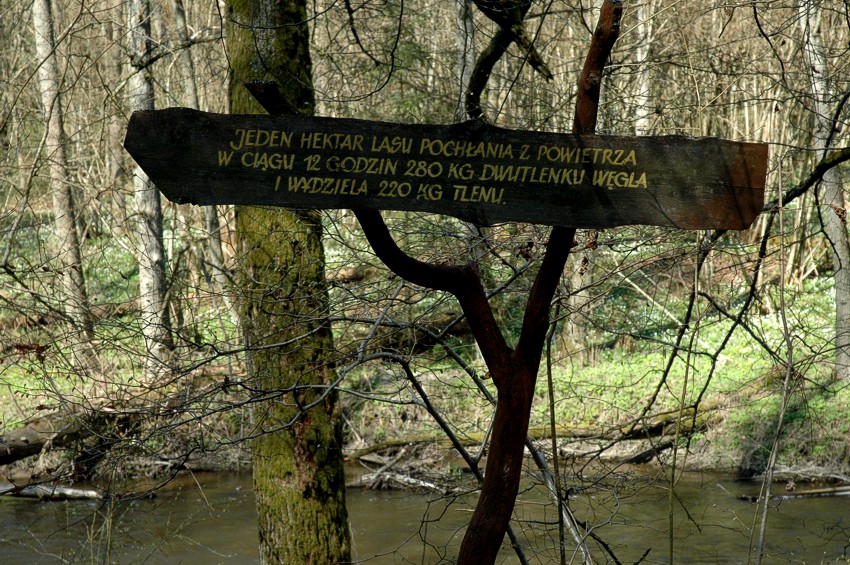 JEDEN HEKTAR LASU POCHŁANIA Z POWIETRZA
W CIĄGU 12 GODZIN 280 KG DWUTLENKU WĘGLA
I WYDZIELA 220 KG TLENU.